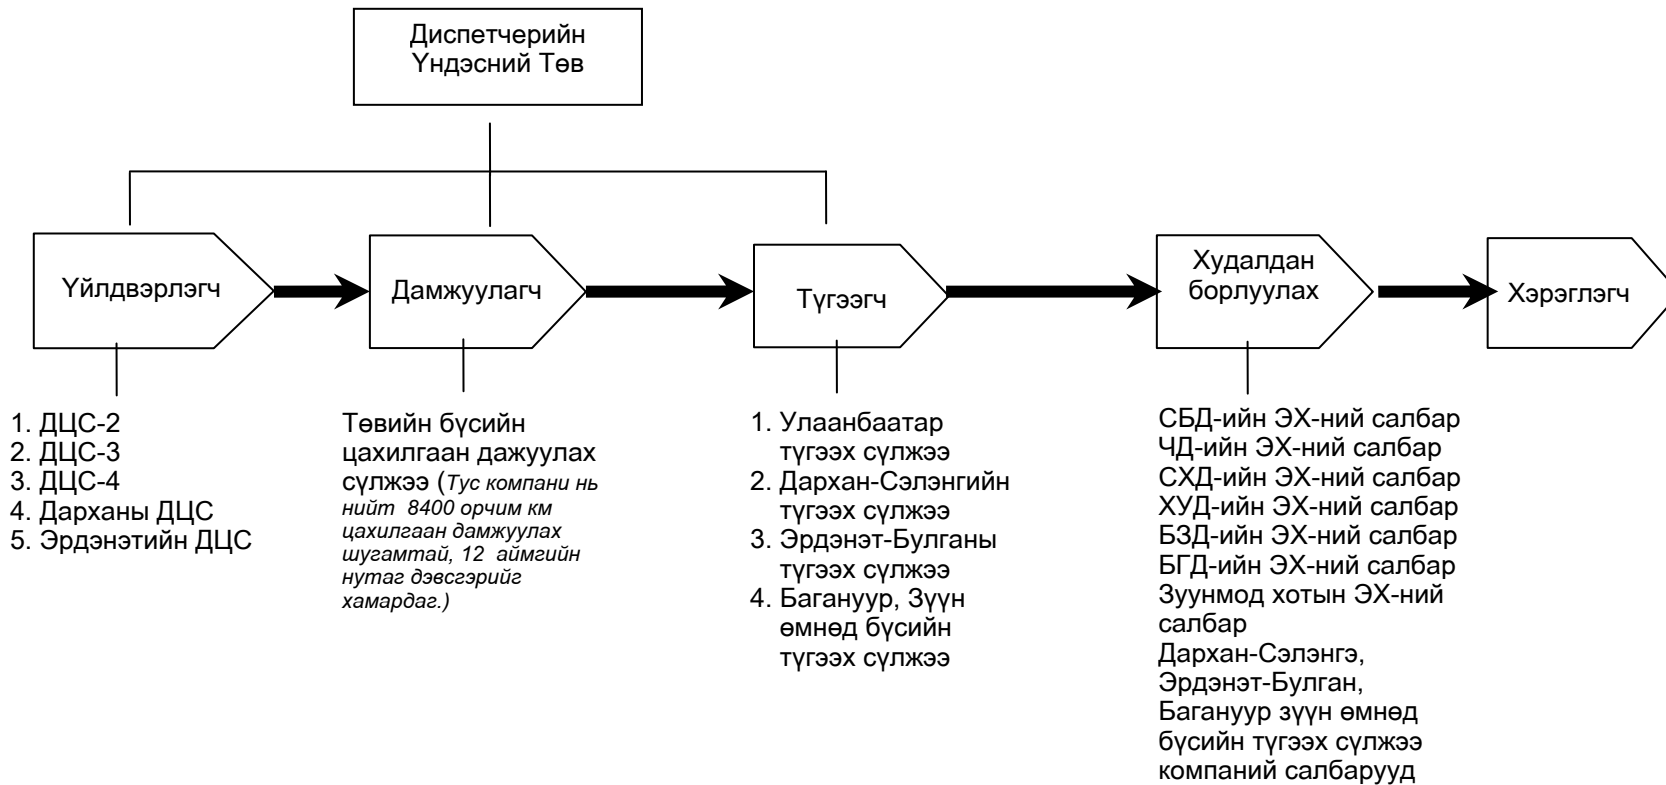 Диспетчерийн
Үндэсний Төв
Үйлдвэрлэгч
Дамжуулагч
Түгээгч
Худалдан
борлуулах
Хэрэглэгч
1. ДЦС-2
2. ДЦС-3
3. ДЦС-4
4. Дарханы ДЦС
5. Эрдэнэтийн ДЦС
Төвийн бүсийн
цахилгаан дажуулах
сүлжээ (Тус компани нь
нийт 8400 орчим км
цахилгаан дамжуулах
шугамтай, 12 аймгийн
нутаг дэвсгэрийг
хамардаг.)
1. Улаанбаатар
түгээх сүлжээ
2. Дархан-Сэлэнгийн
түгээх сүлжээ
3. Эрдэнэт-Булганы
түгээх сүлжээ
4. Багануур, Зүүн
өмнөд бүсийн
түгээх сүлжээ
СБД-ийн ЭХ-ний салбар
ЧД-ийн ЭХ-ний салбар
СХД-ийн ЭХ-ний салбар
ХУД-ийн ЭХ-ний салбар
БЗД-ийн ЭХ-ний салбар
БГД-ийн ЭХ-ний салбар
Зуунмод хотын ЭХ-ний
салбар
Дархан-Сэлэнгэ,
Эрдэнэт-Булган,
Багануур зүүн өмнөд
бүсийн түгээх сүлжээ
компаний салбарууд